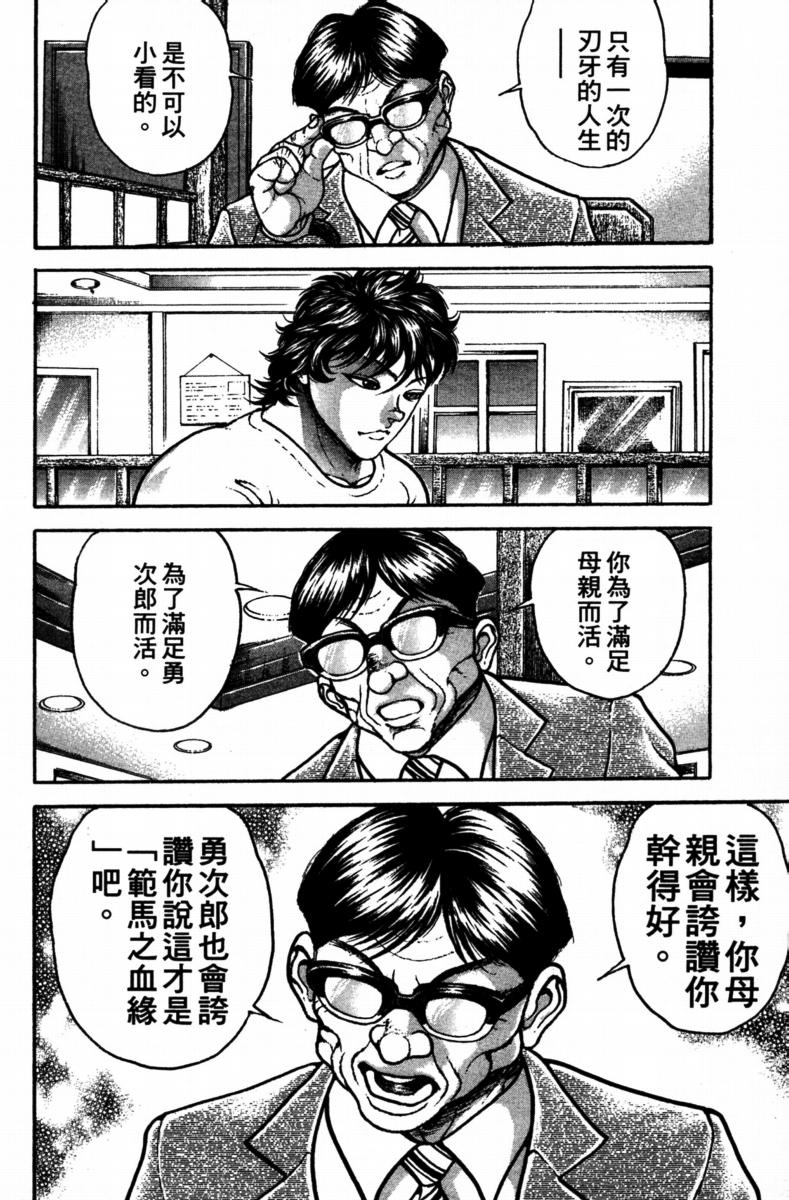 只有一次的
刃牙的人生
——
是不可以
小看的。
你為了滿足
母親而活。
為了滿足勇
次郎而活。
這樣，你母
親會誇讚你
幹得好。
勇次郎也會誇
讚你說這才是
「範馬之血緣
」吧。